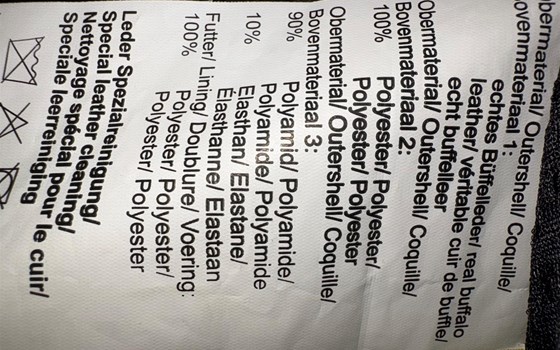 Obermaterial/ Outershell/ Coquille/
Bovenmateriaal 1:
echtes Büffelleder/ real buffalo
leather/ véritable cuir de buffle/
echt buffelleer
Obermaterial/ Outershell/ Coquille/
Bovenmateriaal 2:
100% Polyester/ Polyester/
Polyester/ Polyester
Obermaterial/ Outershell/ Coquille/
Bovenmateriaal 3:
90% Polyamid/ Polyamide/
Polyamide/ Polyamide
10% Elasthan/ Elastane/
Élasthanne/ Elastaan
Futter/ Lining/ Doublure/ Voering:
100% Polyester/ Polyester/
Polyester/ Polyester
Leder Spezialreinigung/
Special leather cleaning/
Nettoyage spécial pour le cuir/
Speciale leerreiniging